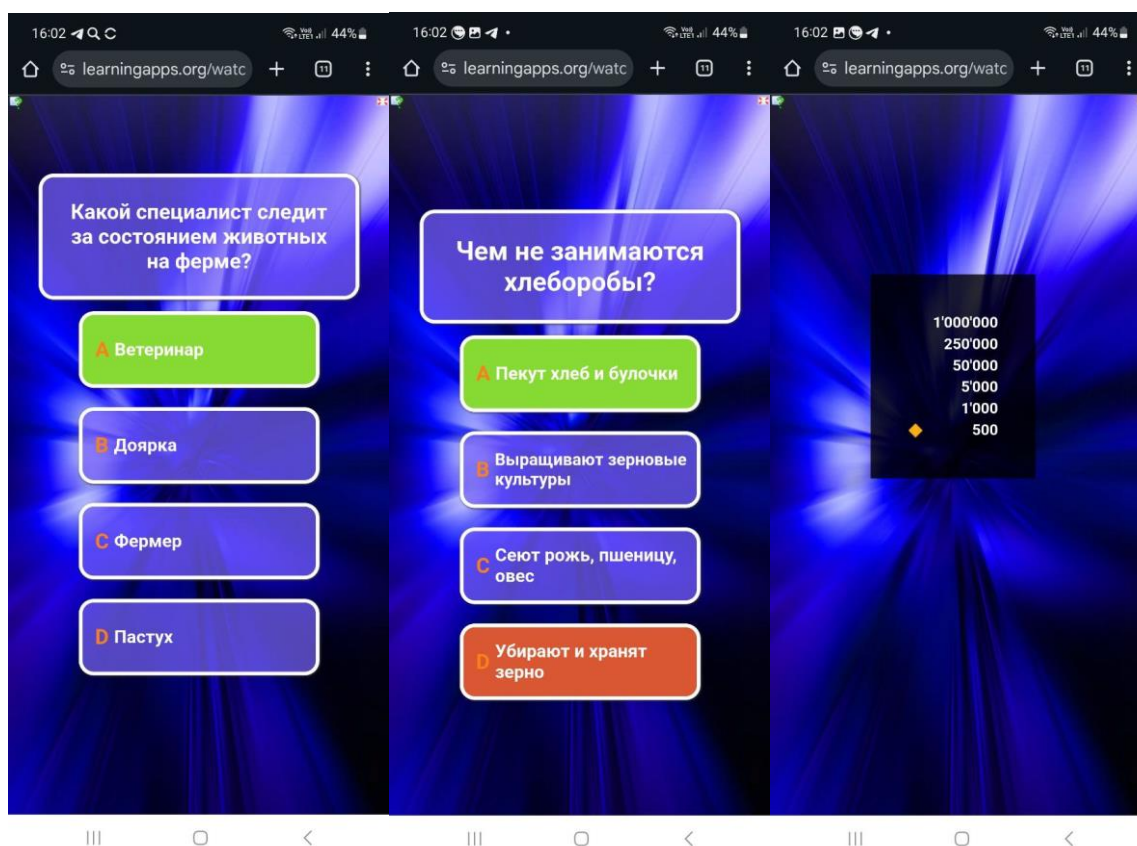 16:02
44%
learningapps.org/watc
11
Какой специалист следит
за состоянием животных
на ферме?
A Ветеринар
B Доярка
C Фермер
D Пастух
16:02
44%
learningapps.org/watc
11
Чем не занимаются
хлеборобы?
A Пекут хлеб и булочки
B Выращивают зерновые
культуры
C Сеют рожь, пшеницу,
овес
D Убирают и хранят
зерно
16:02
44%
learningapps.org/watc
11
1'000'000
250'000
50'000
5'000
1'000
500